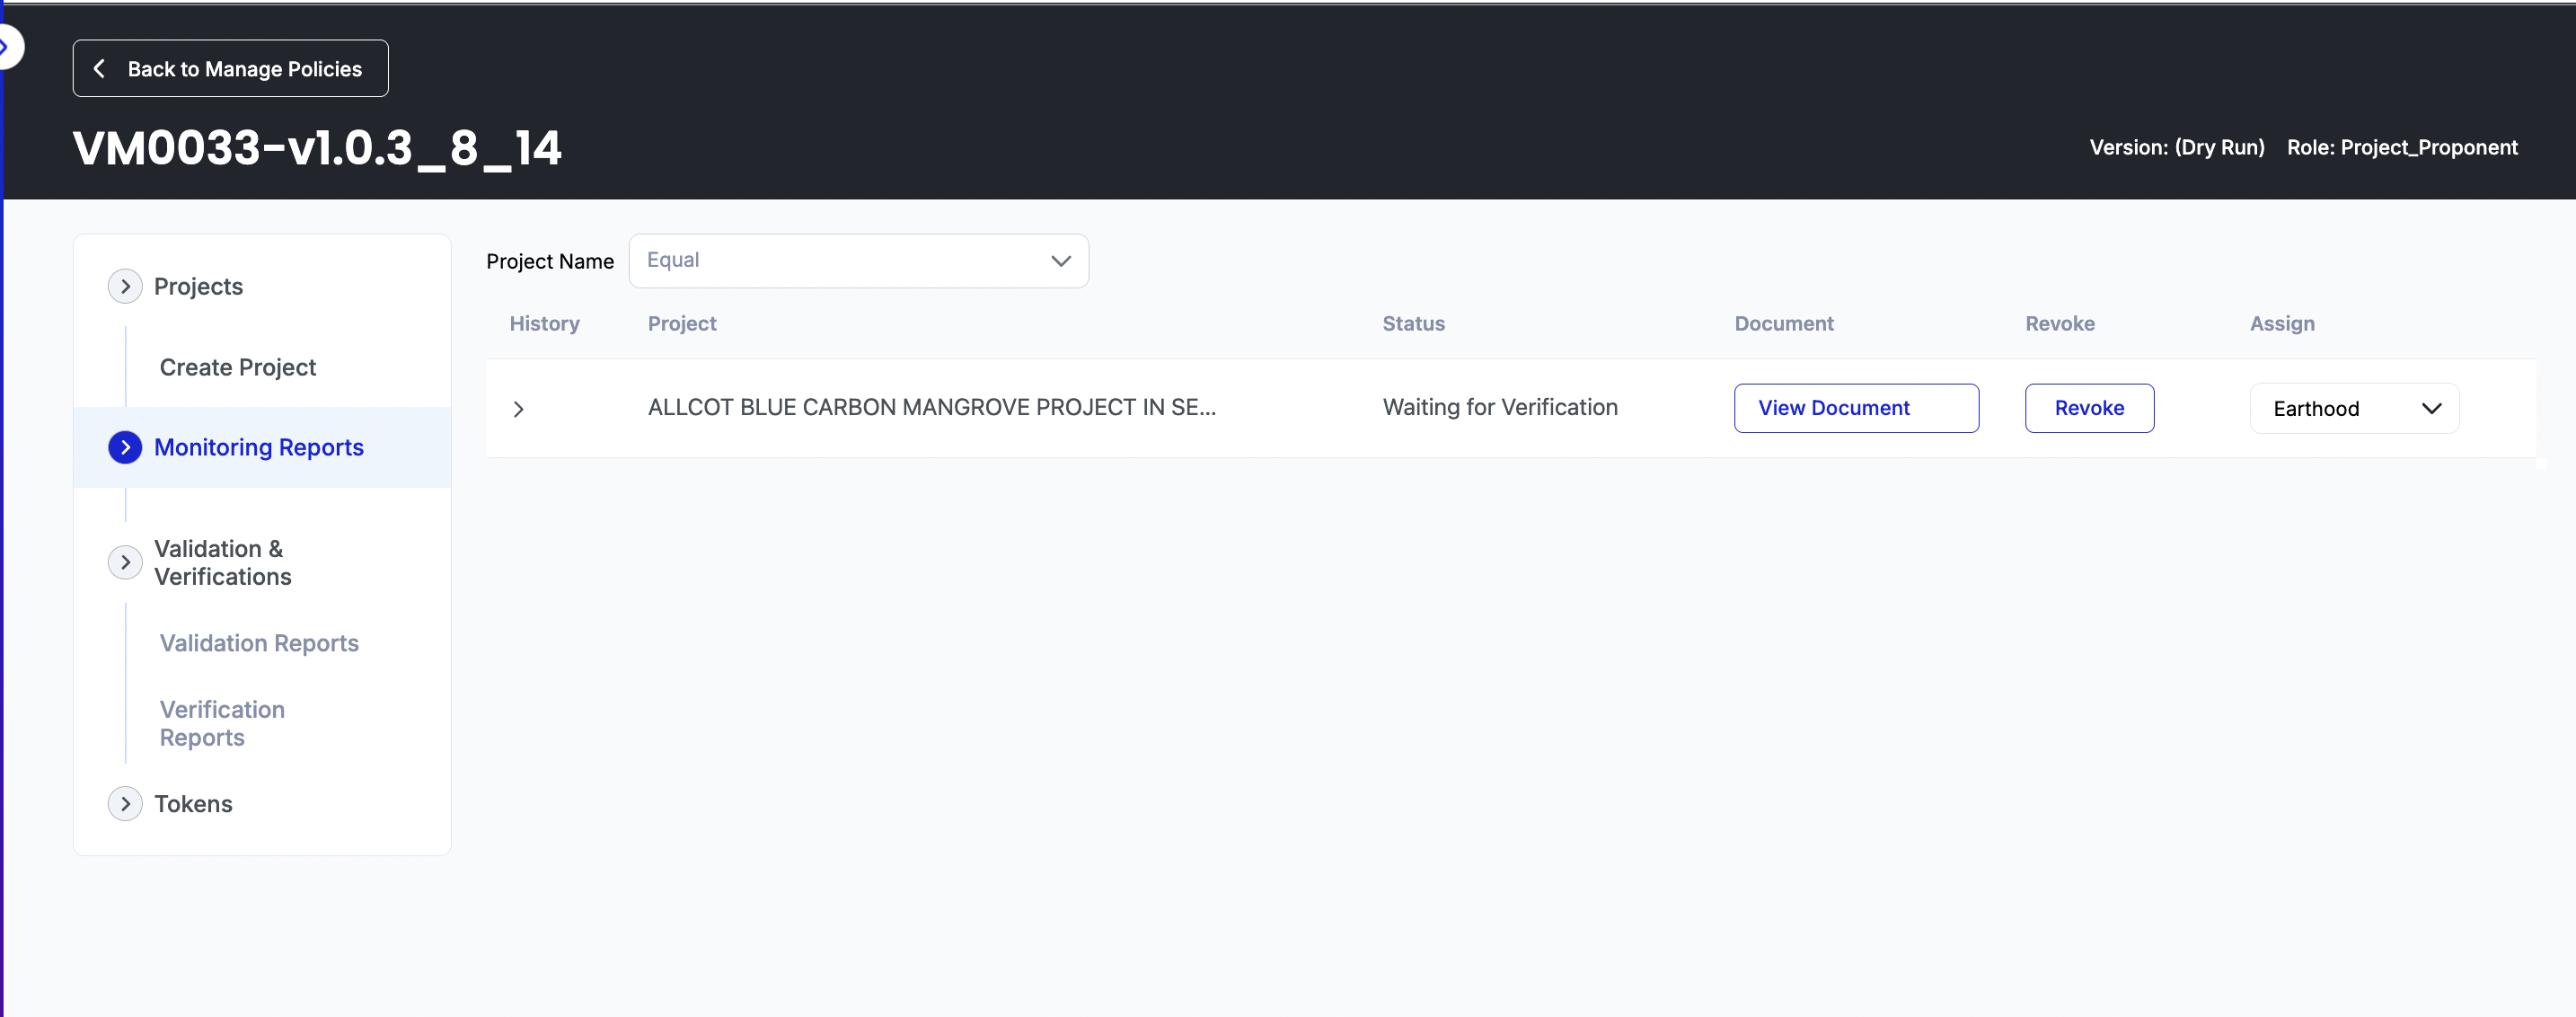 Back to Manage Policies
VM0033-v1.0.3_8_14
Version: (Dry Run) Role: Project_Proponent
Projects
Create Project
Monitoring Reports
Validation &
Verifications
Validation Reports
Verification
Reports
Tokens
Project Name Equal
History Project Status Document Revoke Assign
ALLCOT BLUE CARBON MANGROVE PROJECT IN SE... Waiting for Verification View Document Revoke Earthood